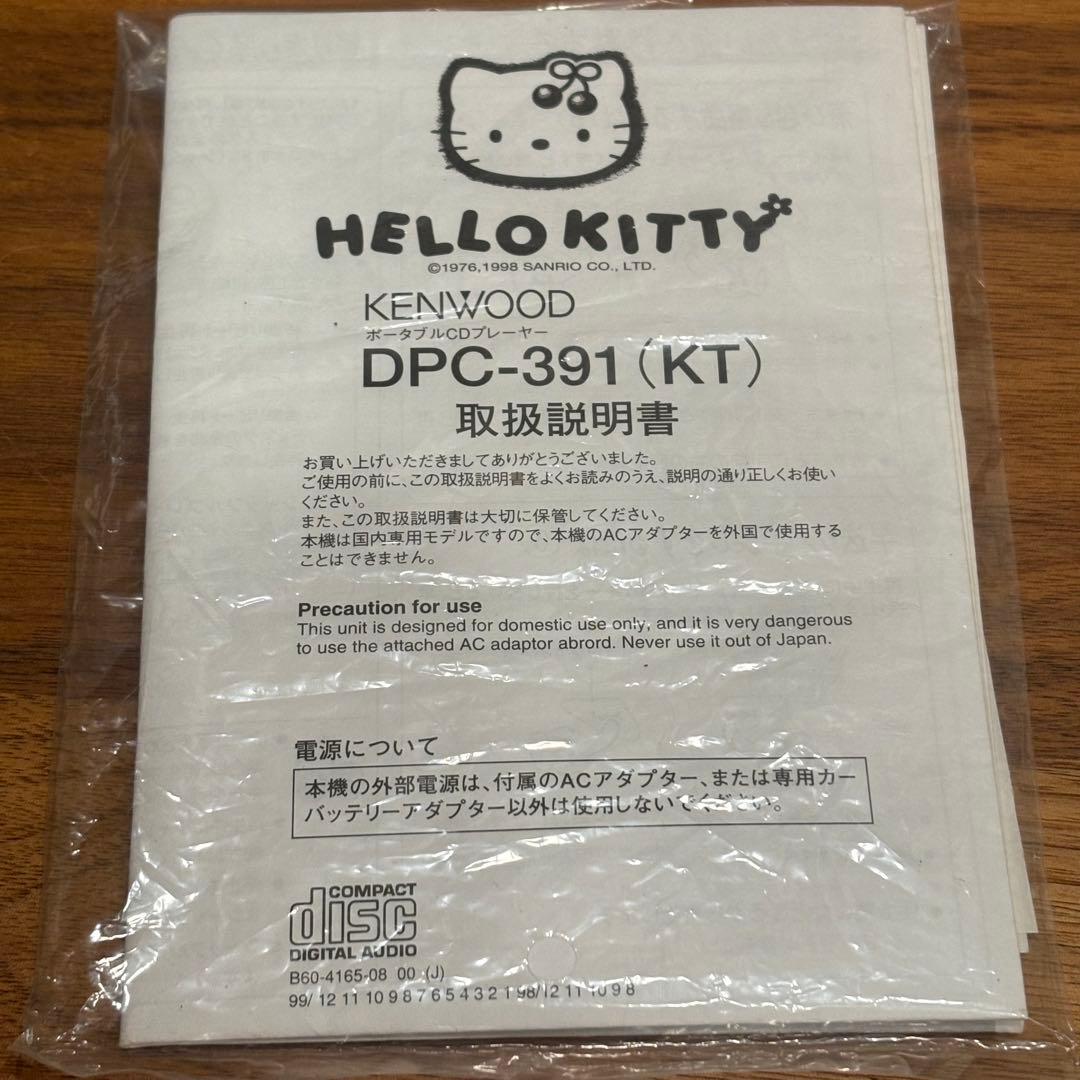 HELLO KITTY
©1976,1998 SANRIO CO., LTD.
KENWOOD
ポータブルCDプレーヤー
DPC-391（KT）
取扱説明書
お買い上げいただきましてありがとうございました。
ご使用の前に、この取扱説明書をよくお読みのうえ、説明の通り正しくお使い
ください。
また、この取扱説明書は大切に保管してください。
本機は国内専用モデルですので、本機のACアダプターを外国で使用する
ことはできません。
Precaution for use
This unit is designed for domestic use only, and it is very dangerous
to use the attached AC adaptor abrord. Never use it out of Japan.
電源について
本機の外部電源は、付属のACアダプター、または専用カー
バッテリーアダプター以外は使用しないでください。
COMPACT
disc
DIGITAL AUDIO
B60-4165-08 00 (J)
99/ 12 11 10 9 8 7 6 5 4 3 2 1 98/12 11 10 9 8